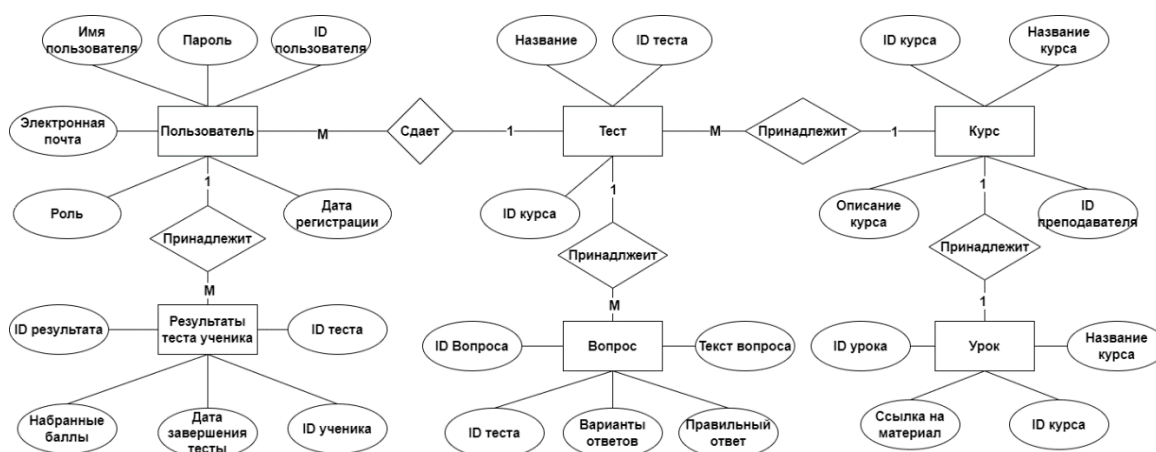 Имя
пользователя
Пароль
ID
пользователя
Название
ID теста
ID курса
Название
курса
Электронная
почта
Пользователь
М
Сдает
1
Тест
М
Принадлежит
1
Курс
Роль
1
Дата
регистрации
ID курса
1
Описание
курса
1
ID
преподавателя
Принадлежит
Принадлжеит
Принадлежит
М
М
1
ID результата
Результаты
теста ученика
ID теста
ID Вопроса
Вопрос
Текст вопроса
ID урока
Урок
Название
курса
Набранные
баллы
Дата
завершения
тесты
ID ученика
ID теста
Варианты
ответов
Правильный
ответ
Ссылка на
материал
ID курса